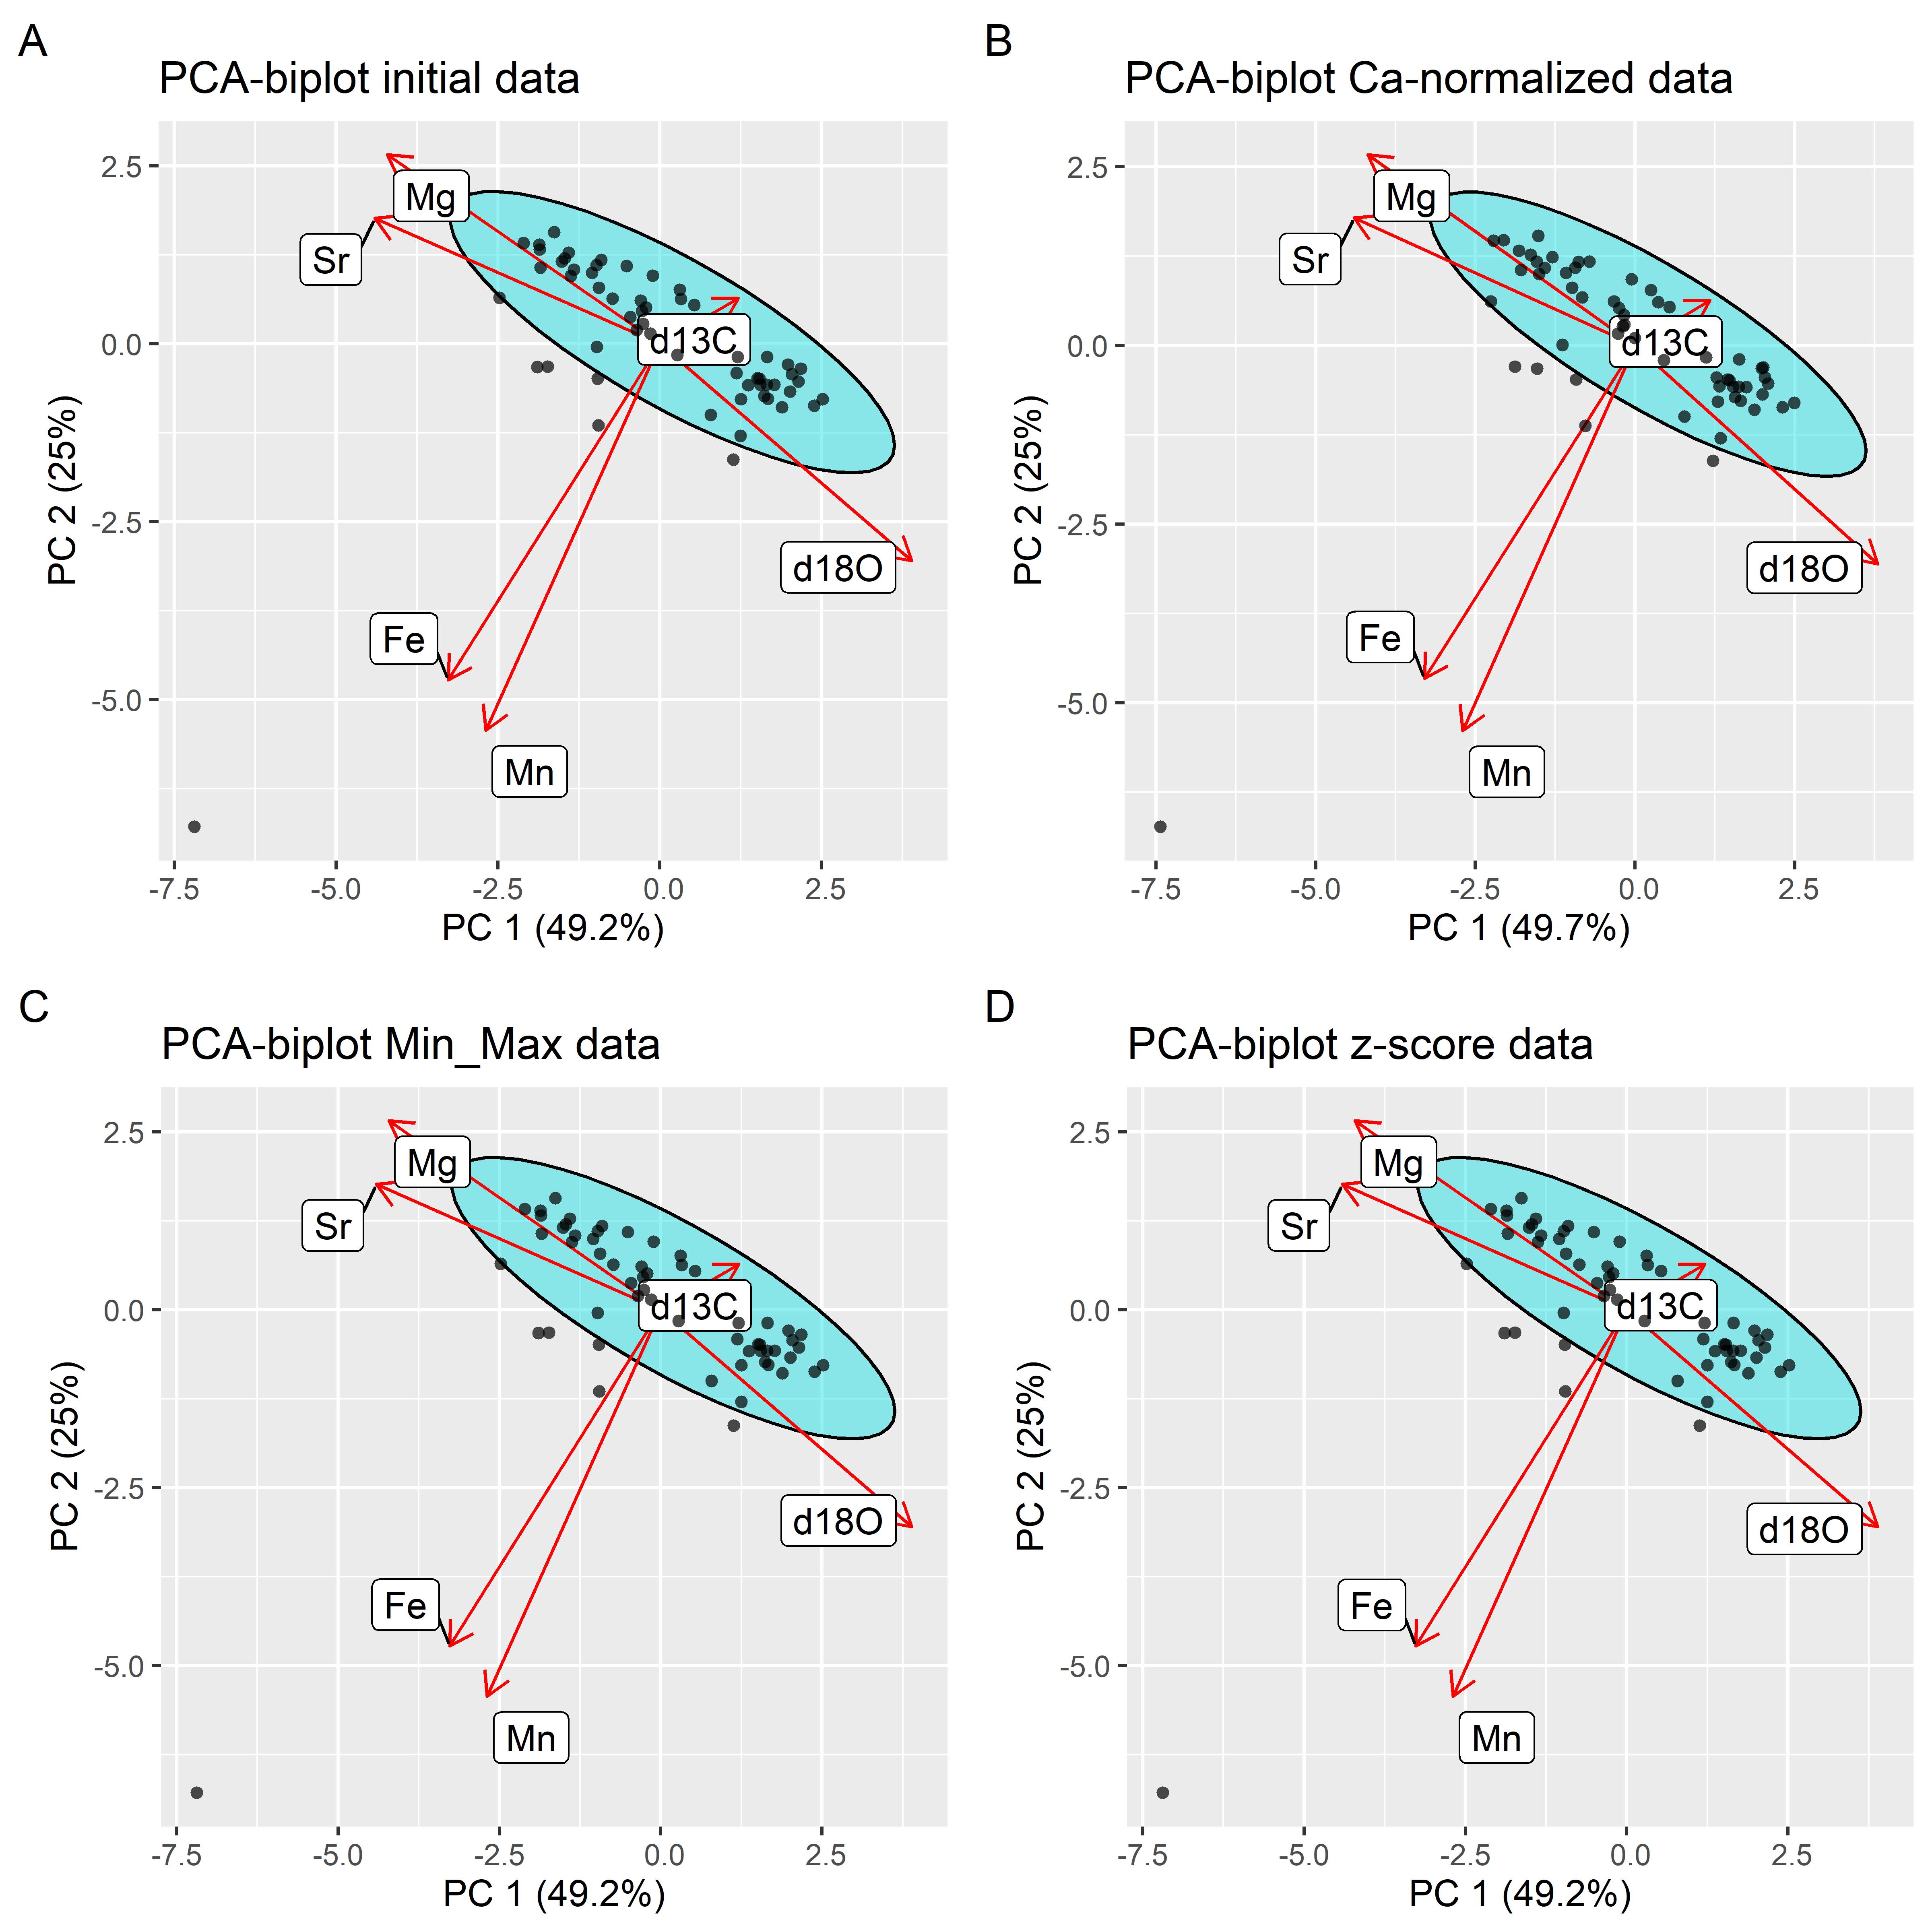 A
PCA-biplot initial data
2.5
0.0
-2.5
-5.0
PC 2 (25%)
Mg
Sr
d13C
d18O
Fe
Mn
-7.5
-5.0
-2.5
0.0
2.5
PC 1 (49.2%)
B
PCA-biplot Ca-normalized data
2.5
0.0
-2.5
-5.0
PC 2 (25%)
Mg
Sr
d13C
d18O
Fe
Mn
-7.5
-5.0
-2.5
0.0
2.5
PC 1 (49.7%)
C
PCA-biplot Min_Max data
2.5
0.0
-2.5
-5.0
PC 2 (25%)
Mg
Sr
d13C
d18O
Fe
Mn
-7.5
-5.0
-2.5
0.0
2.5
PC 1 (49.2%)
D
PCA-biplot z-score data
2.5
0.0
-2.5
-5.0
PC 2 (25%)
Mg
Sr
d13C
d18O
Fe
Mn
-7.5
-5.0
-2.5
0.0
2.5
PC 1 (49.2%)